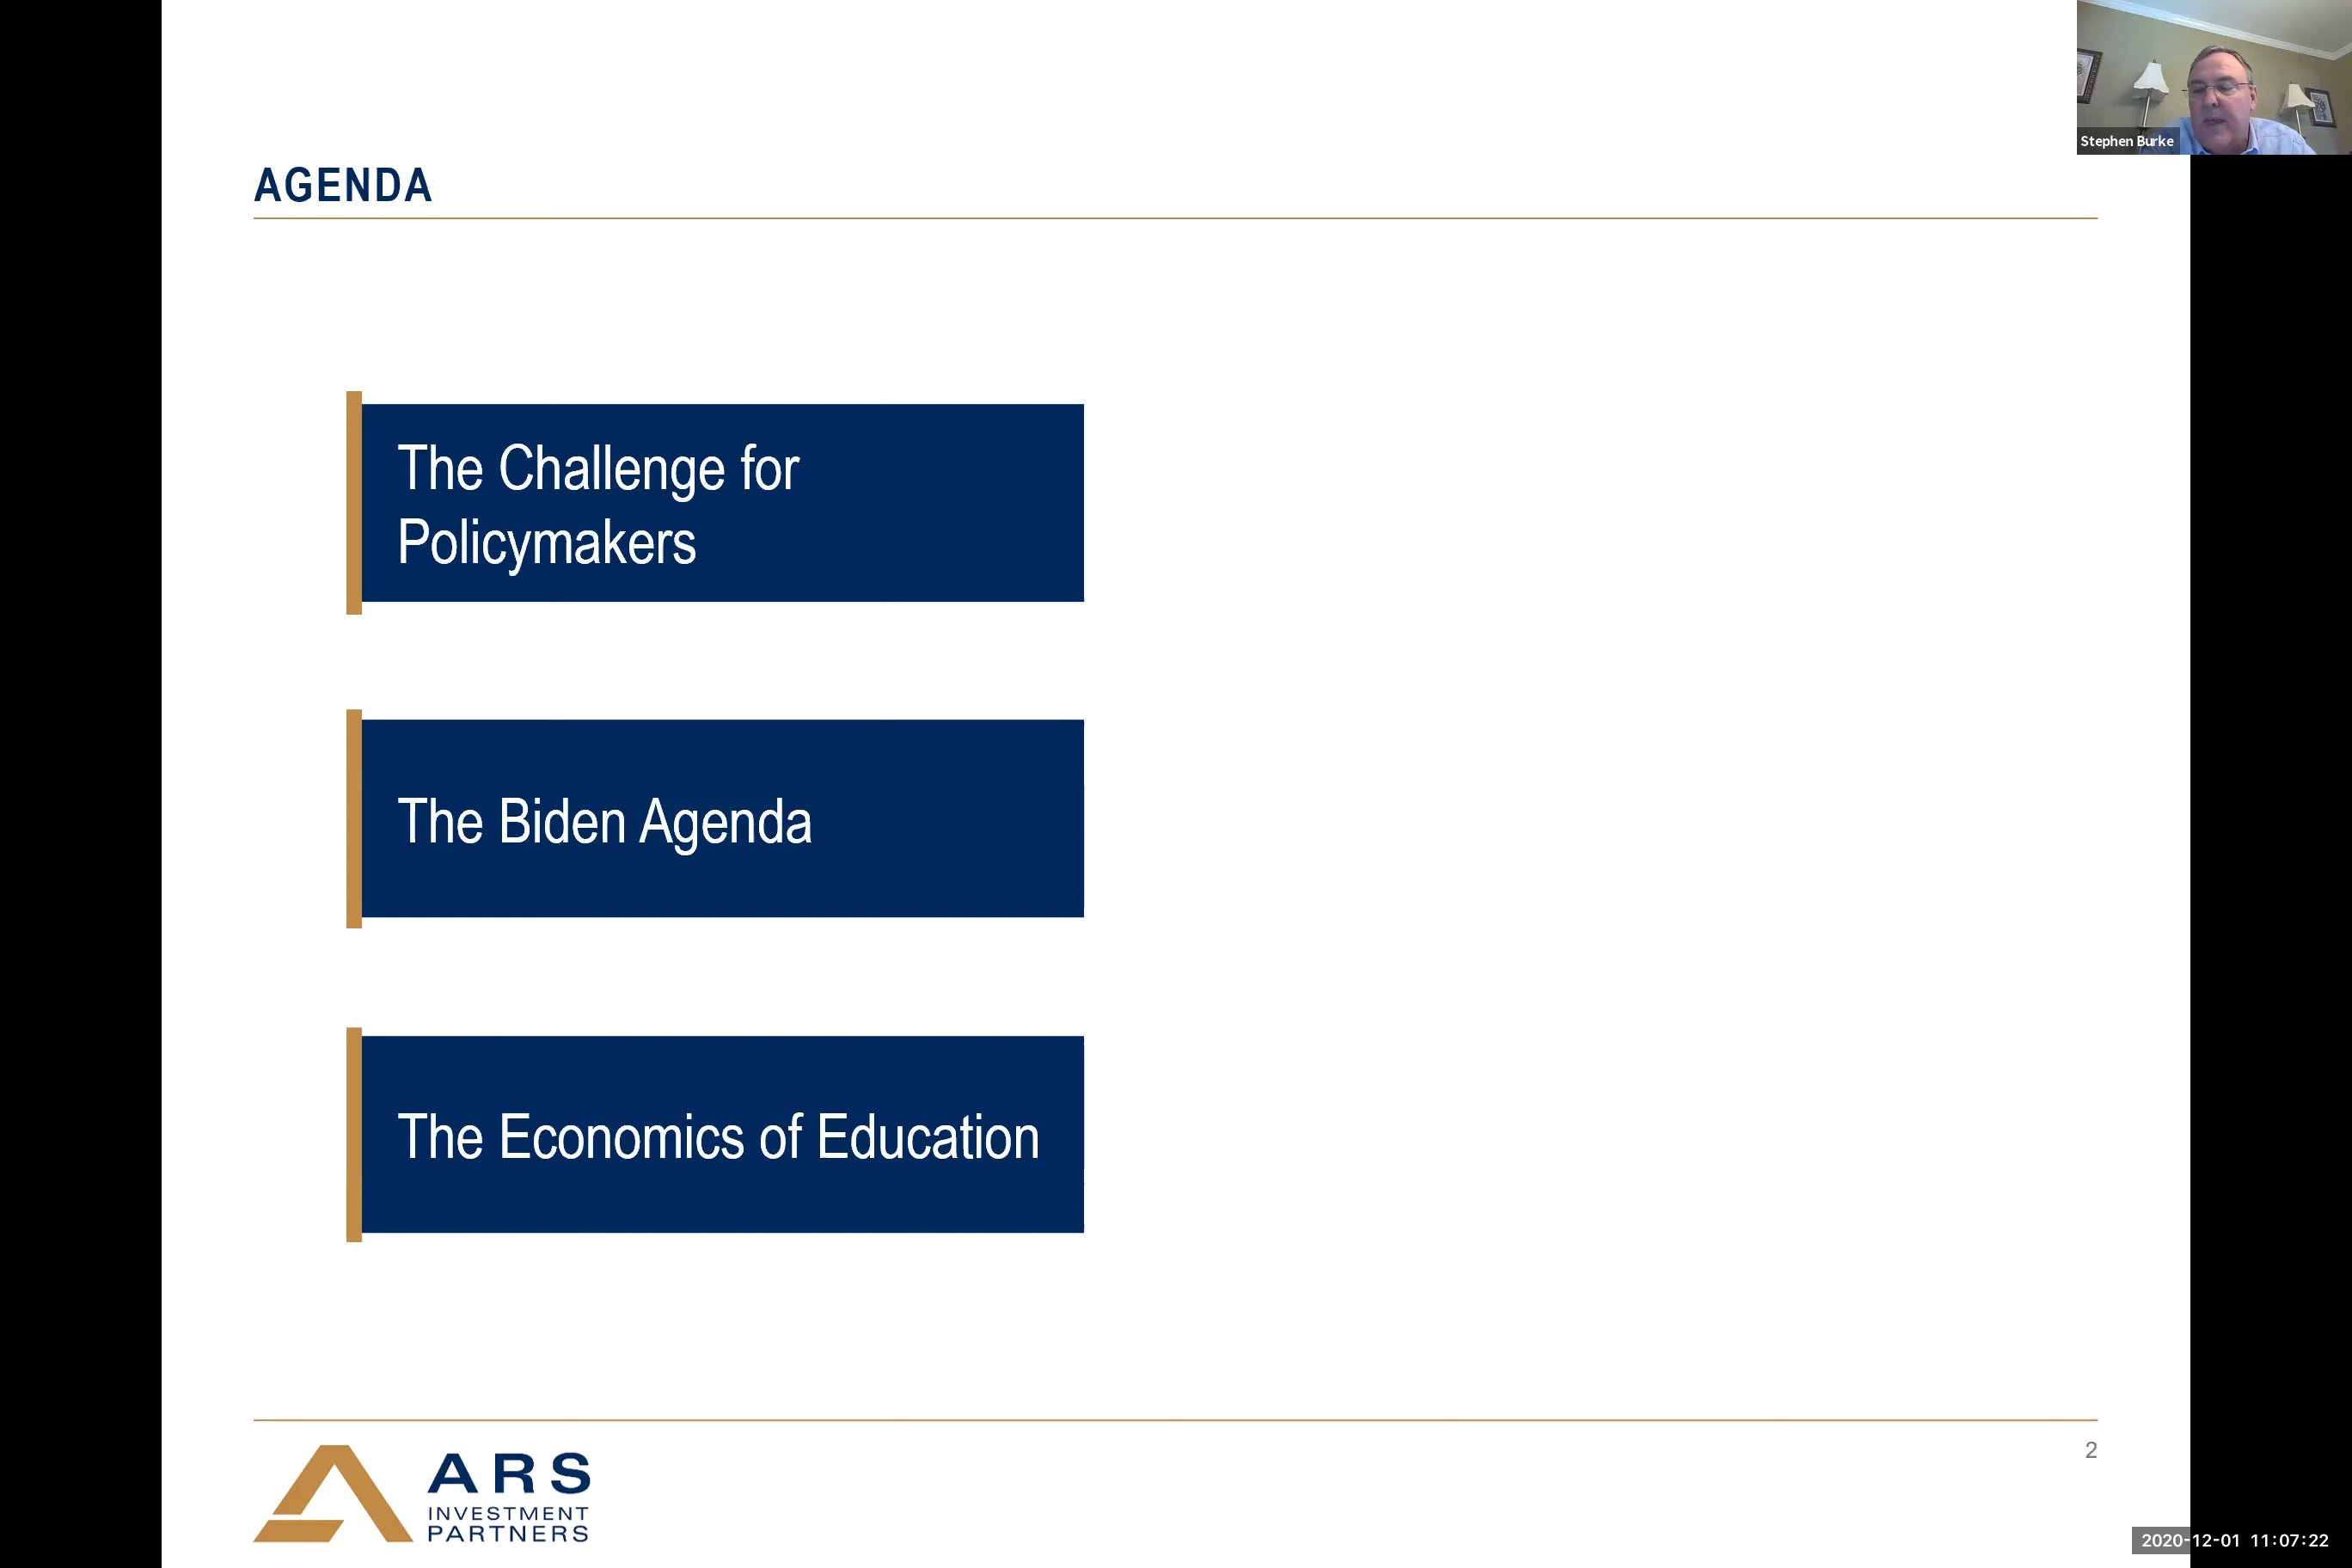 Stephen Burke
AGENDA
The Challenge for
Policymakers
The Biden Agenda
The Economics of Education
ARS
INVESTMENT
PARTNERS
2
2020-12-01 11:07:22